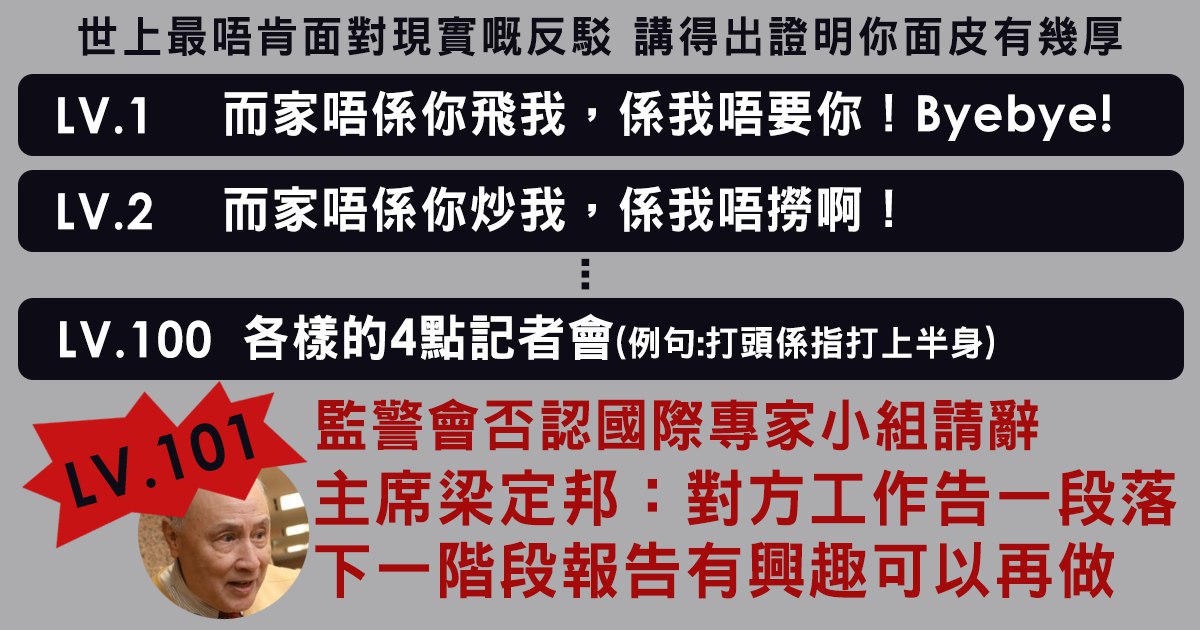 世上最唔肯面對現實嘅反駁 講得出證明你面皮有幾厚
LV.1 而家唔係你飛我，係我唔要你！Byebye!
LV.2 而家唔係你炒我，係我唔撈啊！
⋮
LV.100 各樣的4點記者會(例句:打頭係指打上半身)
LV.101
監警會否認國際專家小組請辭
主席梁定邦：對方工作告一段落
下一階段報告有興趣可以再做